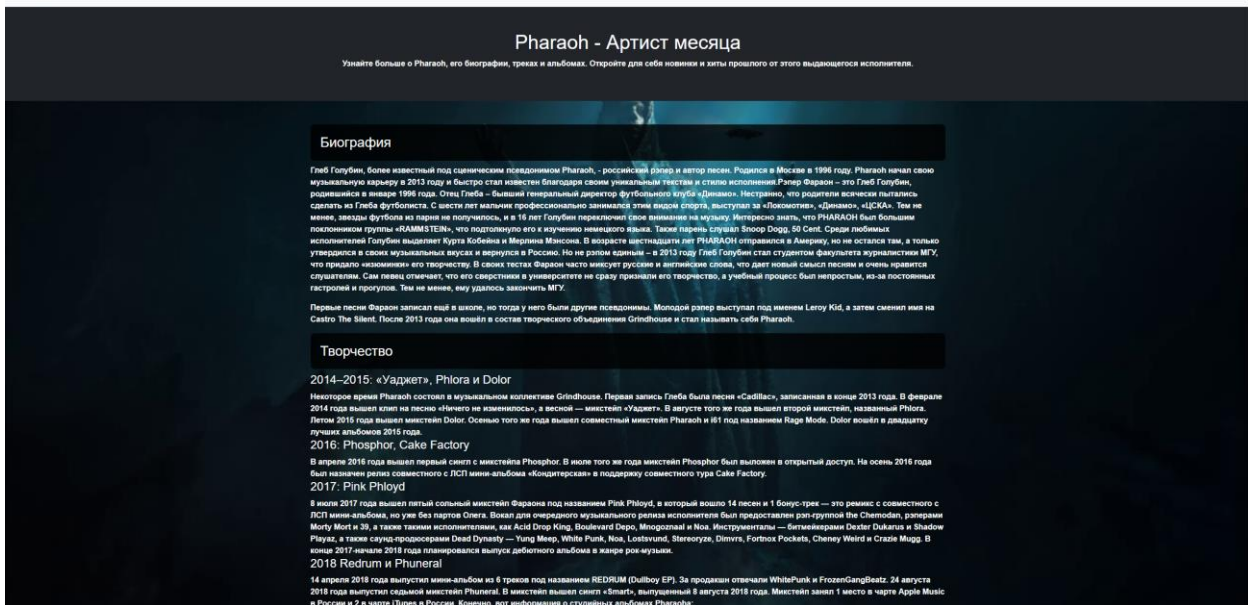 Pharaoh - Артист месяца
Узнайте больше о Pharaoh, его биографии, треках и альбомах. Откройте для себя новинки и хиты прошлого от этого выдающегося исполнителя.
Биография
Глеб Голубин, более известный под сценическим псевдонимом Pharaoh, - российский рэпер и автор песен. Родился в Москве в 1996 году. Pharaoh начал свою
музыкальную карьеру в 2013 году и быстро стал известен благодаря своим уникальным текстам и стилю исполнения.Рэпер Фараон – это Глеб Голубин,
родившийся в январе 1996 года. Отец Глеба – бывший генеральный директор футбольного клуба «Динамо». Нестранно, что родители всячески пытались
сделать из Глеба футболиста. С шести лет мальчик профессионально занимался этим видом спорта, выступал за «Локомотив», «Динамо», «ЦСКА». Тем не
менее, звезды футбола из парня не получилось, и в 16 лет Голубин переключил свое внимание на музыку. Интересно знать, что PHARAOH был большим
поклонником группы «RAMMSTEIN», что подтолкнуло его к изучению немецкого языка. Также парень слушал Snoop Dogg, 50 Cent. Среди любимых
исполнителей Голубин выделяет Курта Кобейна и Мерлина Мэнсона. В возрасте шестнадцати лет PHARAOH отправился в Америку, но не остался там, а только
утвердился в своих музыкальных вкусах и вернулся в Россию. Но не рэпом единым – в 2013 году Глеб Голубин стал студентом факультета журналистики МГУ,
что придало «изюминки» его творчеству. В своих тестах Фараон часто миксует русские и английские слова, что дает новый смысл песням и очень нравится
слушателям. Сам певец отмечает, что его сверстники в университете не сразу признали его творчество, а учебный процесс был непростым, из-за постоянных
гастролей и прогулов. Тем не менее, ему удалось закончить МГУ.
Первые песни Фараон записал ещё в школе, но тогда у него были другие псевдонимы. Молодой рэпер выступал под именем Leroy Kid, а затем сменил имя на
Castro The Silent. После 2013 года она вошёл в состав творческого объединения Grindhouse и стал называть себя Pharaoh.
Творчество
2014–2015: «Уаджет», Phlora и Dolor
Некоторое время Pharaoh состоял в музыкальном коллективе Grindhouse. Первая запись Глеба была песня «Cadillac», записанная в конце 2013 года. В феврале
2014 года вышел клип на песню «Ничего не изменилось», а весной — микстейп «Уаджет». В августе того же года вышел второй микстейп, названный Phlora.
Летом 2015 года вышел микстейп Dolor. Осенью того же года вышел совместный микстейп Pharaoh и i61 под названием Rage Mode. Dolor вошёл в двадцатку
лучших альбомов 2015 года.
2016: Phosphor, Cake Factory
В апреле 2016 года вышел первый сингл с микстейпа Phosphor. В июле того же года микстейп Phosphor был выложен в открытый доступ. На осень 2016 года
был назначен релиз совместного с ЛСП мини-альбома «Кондитерская» в поддержку совместного тура Cake Factory.
2017: Pink Phloyd
8 июля 2017 года вышел пятый сольный микстейп Фараона под названием Pink Phloyd, в который вошло 14 песен и 1 бонус-трек — это ремикс с совместного с
ЛСП мини-альбома, но уже без партов Олега. Вокал для очередного музыкального релиза исполнителя был предоставлен рэп-группой the Chemodan, рэперами
Morty Mort и 39, а также такими исполнителями, как Acid Drop King, Boulevard Depo, Mnogoznaal и Noa. Инструменталы — битмейкерами Dexter Dukarus и Shadow
Playaz, а также саунд-продюсерами Dead Dynasty — Yung Meep, White Punk, Noa, Lostsvund, Stereoryze, Dimvrs, Fortnox Pockets, Cheney Weird и Crazie Mugg. В
конце 2017-начале 2018 года планировался выпуск дебютного альбома в жанре рок-музыки.
2018 Redrum и Phuneral
14 апреля 2018 года выпустил мини-альбом из 6 треков под названием REDЯUM (Dullboy EP). За продакшн отвечали WhitePunk и FrozenGangBeatz. 24 августа
2018 года выпустил седьмой микстейп Phuneral. В микстейп вышел сингл «Smart», выпущенный 8 августа 2018 года. Микстейп занял 1 место в чарте Apple Music
в России и 2 в чарте iTunes в России. Конечно, вот информация о студийных альбомах Pharaohа: